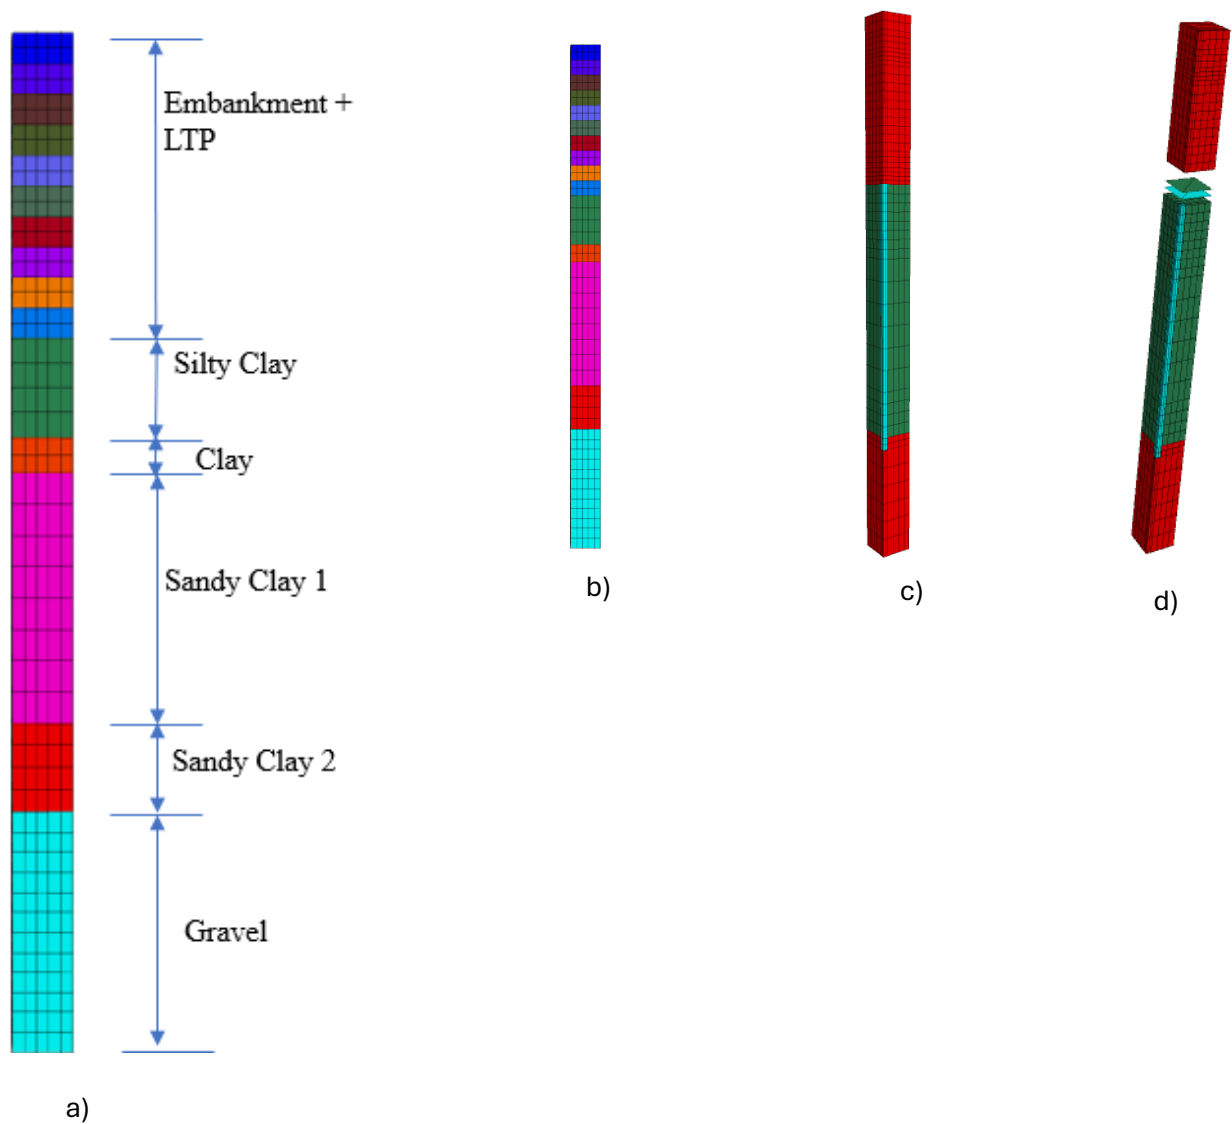 Embankment +
LTP
Silty Clay
Clay
Sandy Clay 1
Sandy Clay 2
Gravel
a)
b)
c)
d)